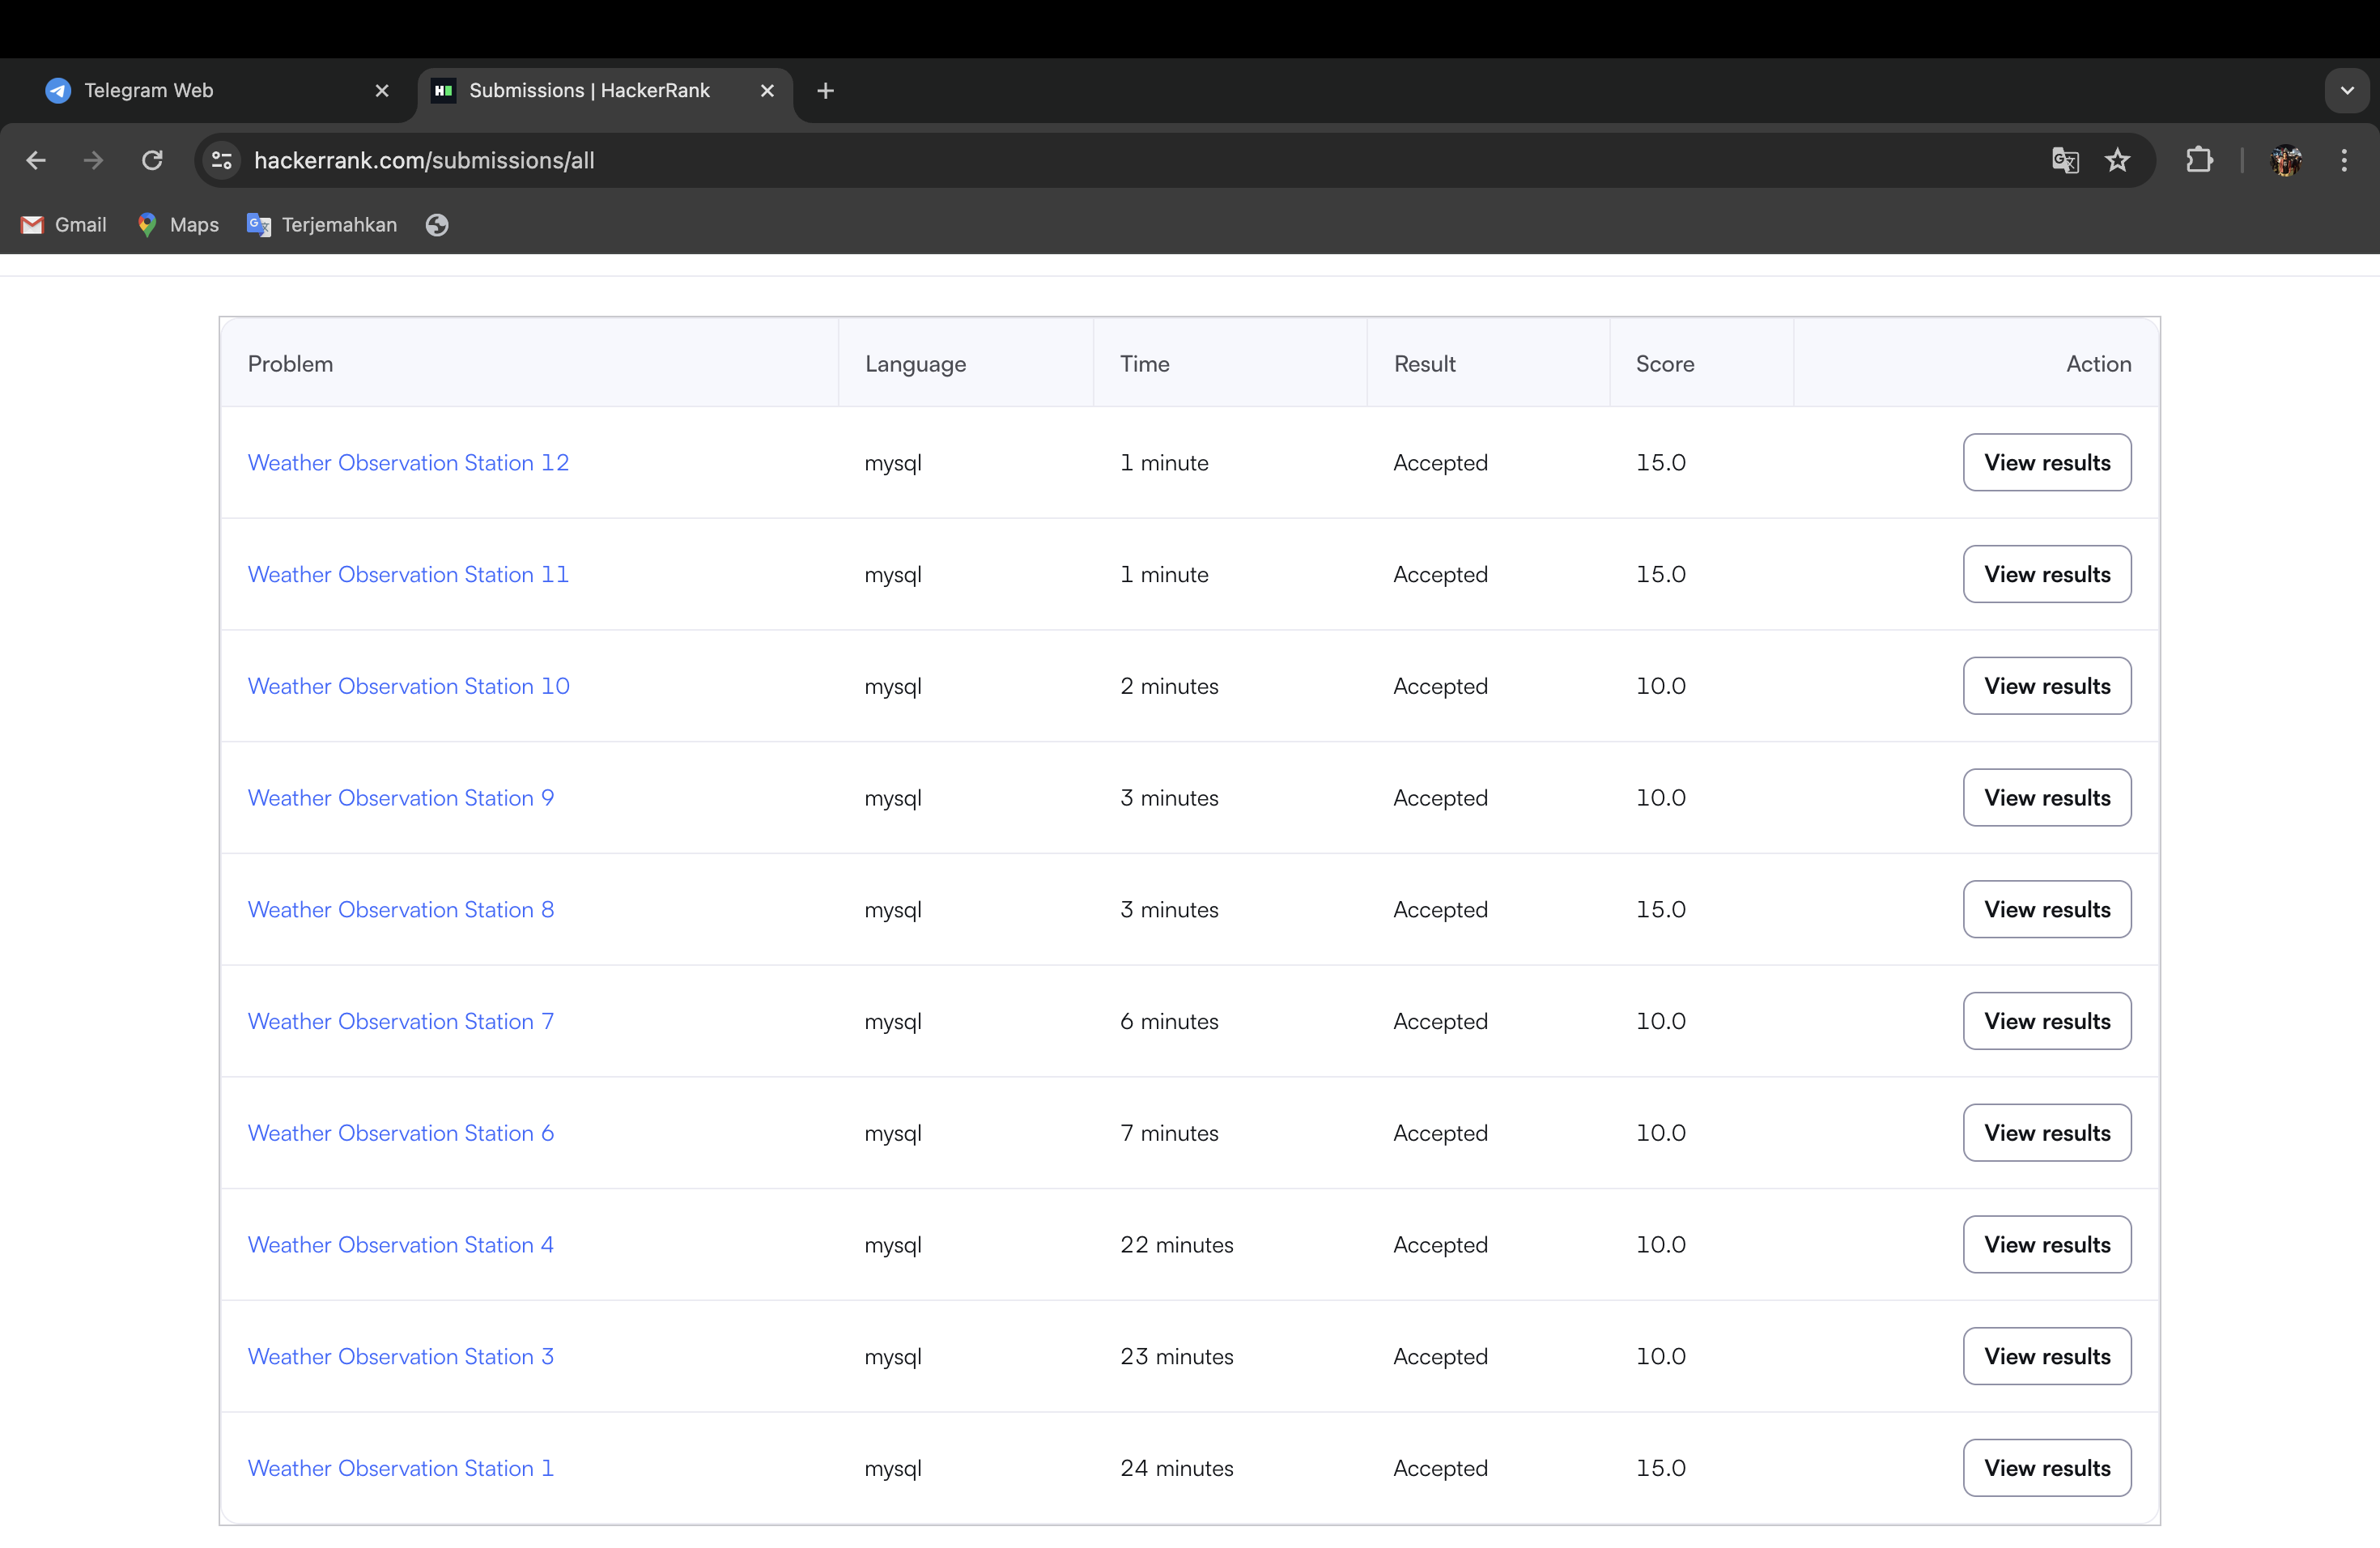 Telegram Web
Submissions | HackerRank
hackerrank.com/submissions/all
Gmail Maps Terjemahkan
Problem Language Time Result Score Action
Weather Observation Station 12 mysql 1 minute Accepted 15.0 View results
Weather Observation Station 11 mysql 1 minute Accepted 15.0 View results
Weather Observation Station 10 mysql 2 minutes Accepted 10.0 View results
Weather Observation Station 9 mysql 3 minutes Accepted 10.0 View results
Weather Observation Station 8 mysql 3 minutes Accepted 15.0 View results
Weather Observation Station 7 mysql 6 minutes Accepted 10.0 View results
Weather Observation Station 6 mysql 7 minutes Accepted 10.0 View results
Weather Observation Station 4 mysql 22 minutes Accepted 10.0 View results
Weather Observation Station 3 mysql 23 minutes Accepted 10.0 View results
Weather Observation Station 1 mysql 24 minutes Accepted 15.0 View results